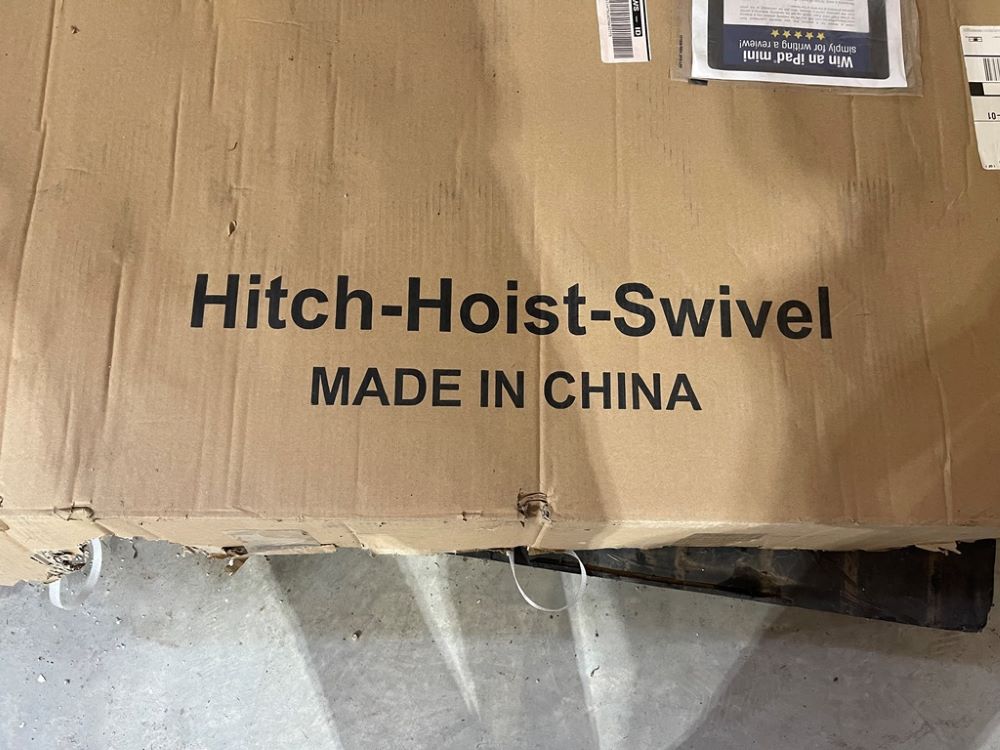 Hitch-Hoist-Swivel
MADE IN CHINA
Win an iPad mini
simply for writing a review!